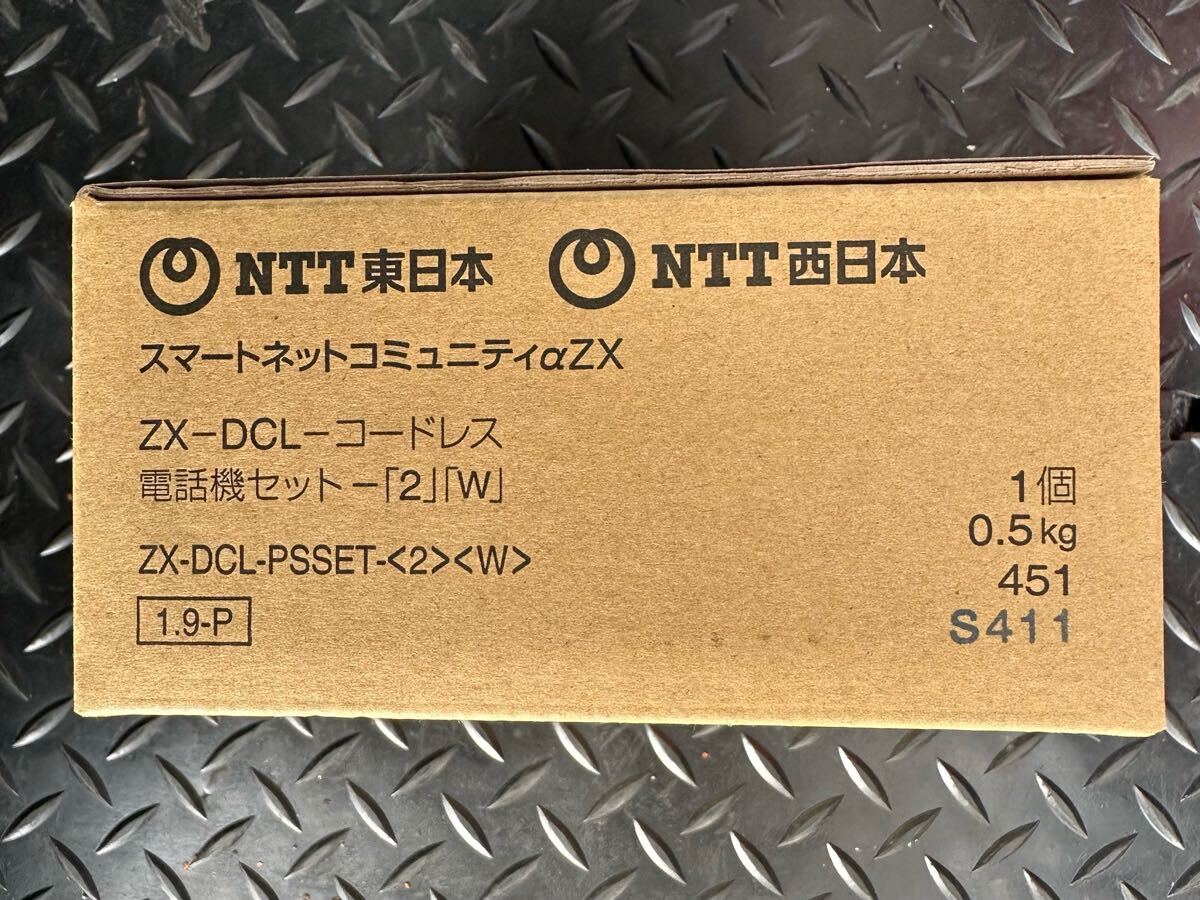 NTT東日本 NTT西日本
スマートネットコミュニティαZX
ZX-DCL-コードレス
電話機セット-「2」「W」
1個
0.5kg
ZX-DCL-PSSET-<2><W>
451
1.9-P
S411